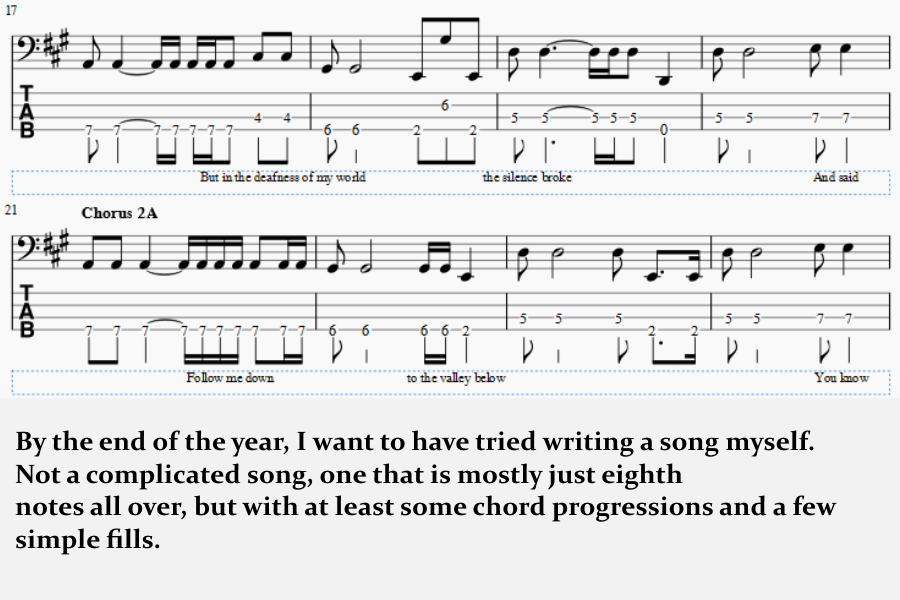 17
T
A
B
7 7 7 7 7 7 7 4 4 6 6 2 6 2 5 5 5 5 5 0 5 5 7 7
But in the deafness of my world the silence broke And said
21 Chorus 2A
T
A
B
7 7 7 7 7 7 7 7 7 7 6 6 6 6 2 5 5 5 2 2 5 5 7 7
Follow me down to the valley below You know
By the end of the year, I want to have tried writing a song myself.
Not a complicated song, one that is mostly just eighth
notes all over, but with at least some chord progressions and a few
simple fills.